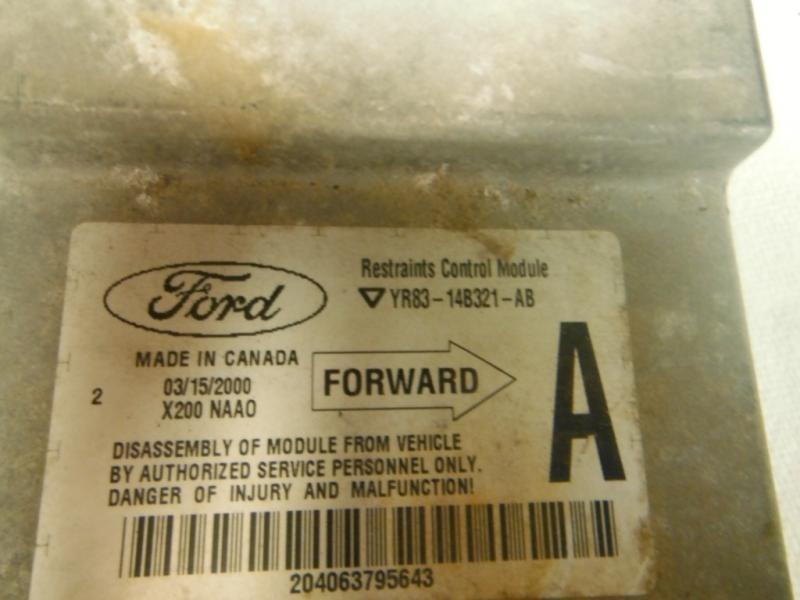 Ford
Restraints Control Module
YR83-14B321-AB
MADE IN CANADA
03/15/2000
X200 NAAO
2
FORWARD
A
DISASSEMBLY OF MODULE FROM VEHICLE
BY AUTHORIZED SERVICE PERSONNEL ONLY.
DANGER OF INJURY AND MALFUNCTION!
204063795643